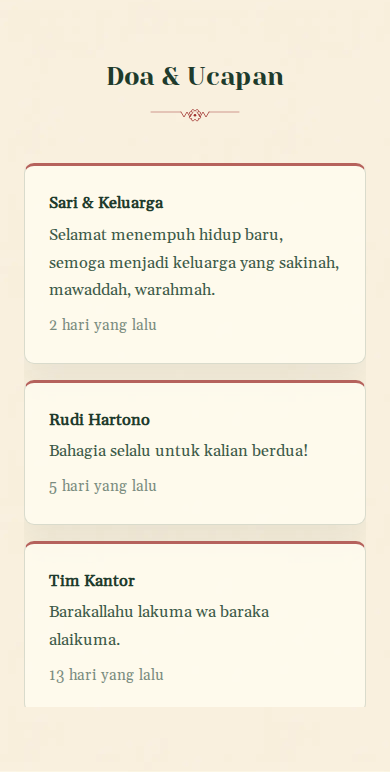 Doa & Ucapan
Sari & Keluarga
Selamat menempuh hidup baru,
semoga menjadi keluarga yang sakinah,
mawaddah, warahmah.
2 hari yang lalu
Rudi Hartono
Bahagia selalu untuk kalian berdua!
5 hari yang lalu
Tim Kantor
Barakallahu lakuma wa baraka
alaikuma.
13 hari yang lalu